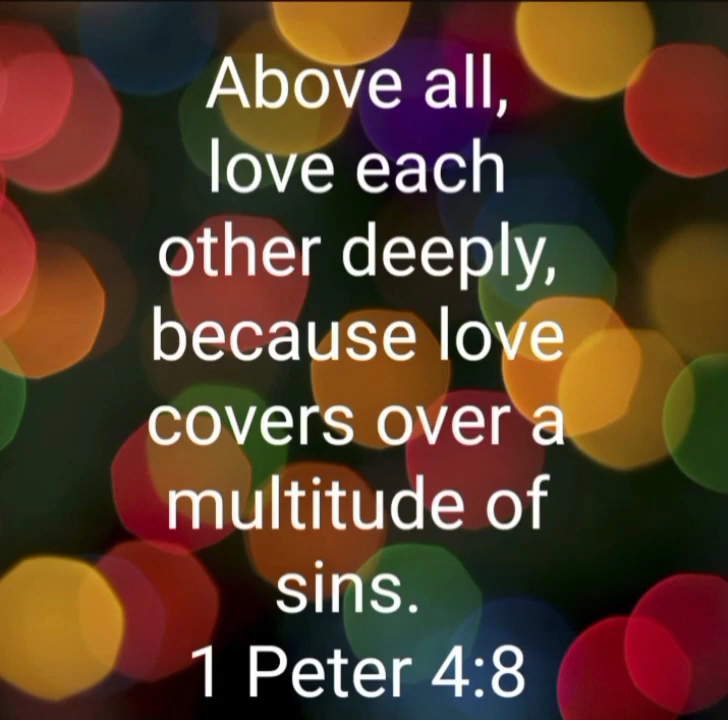 Above all,
love each
other deeply,
because love
covers over a
multitude of
sins.
1 Peter 4:8